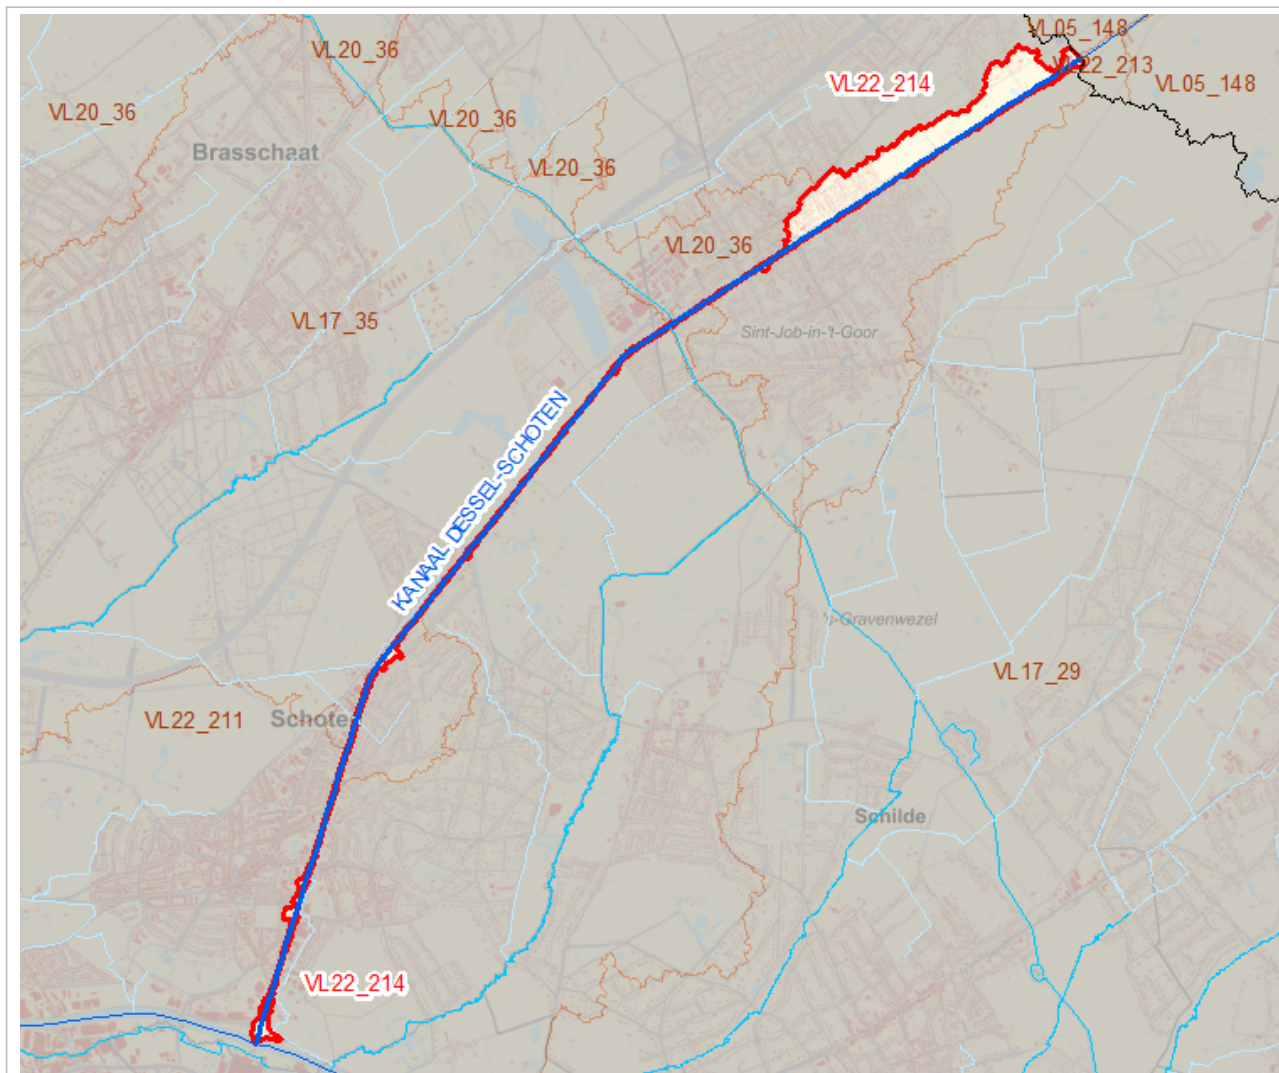 VL05_148
VL20_36
VL22_213
VL22_214
VL05_148
VL20_36
VL20_36
Brasschaat
VL20_36
VL20_36
VL17_35
Sint-Job-in-'t-Goor
KANAAL DESSEL-SCHOTEN
's-Gravenwezel
VL17_29
VL22_211
Schoten
Schilde
VL22_214